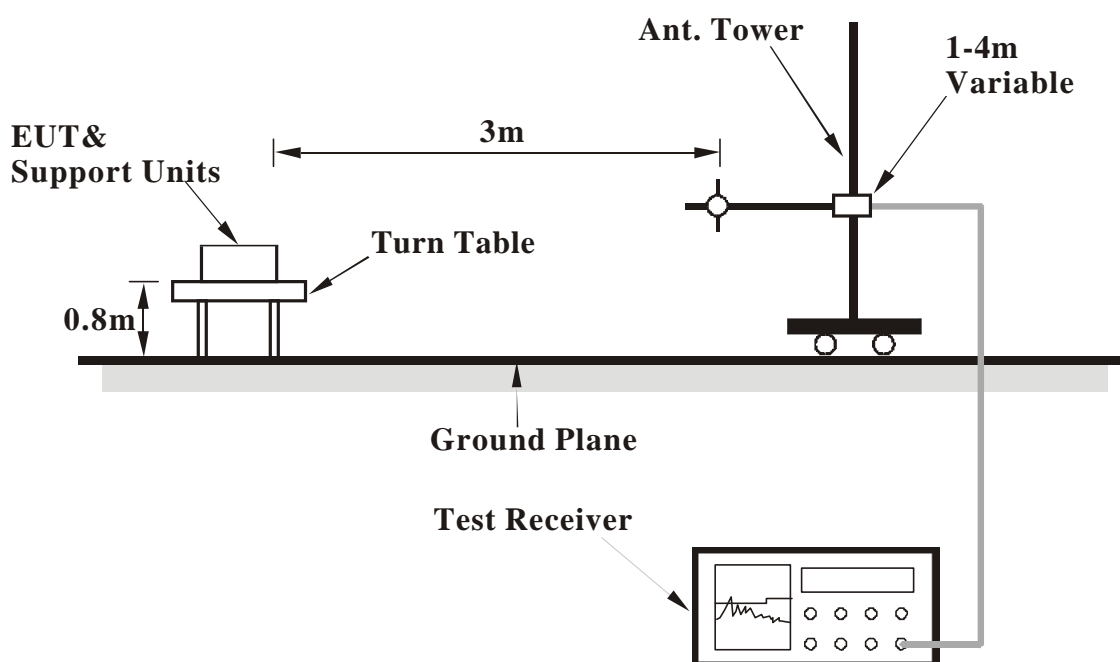 Ant. Tower
1-4m
Variable
EUT&
Support Units
3m
Turn Table
0.8m
Ground Plane
Test Receiver